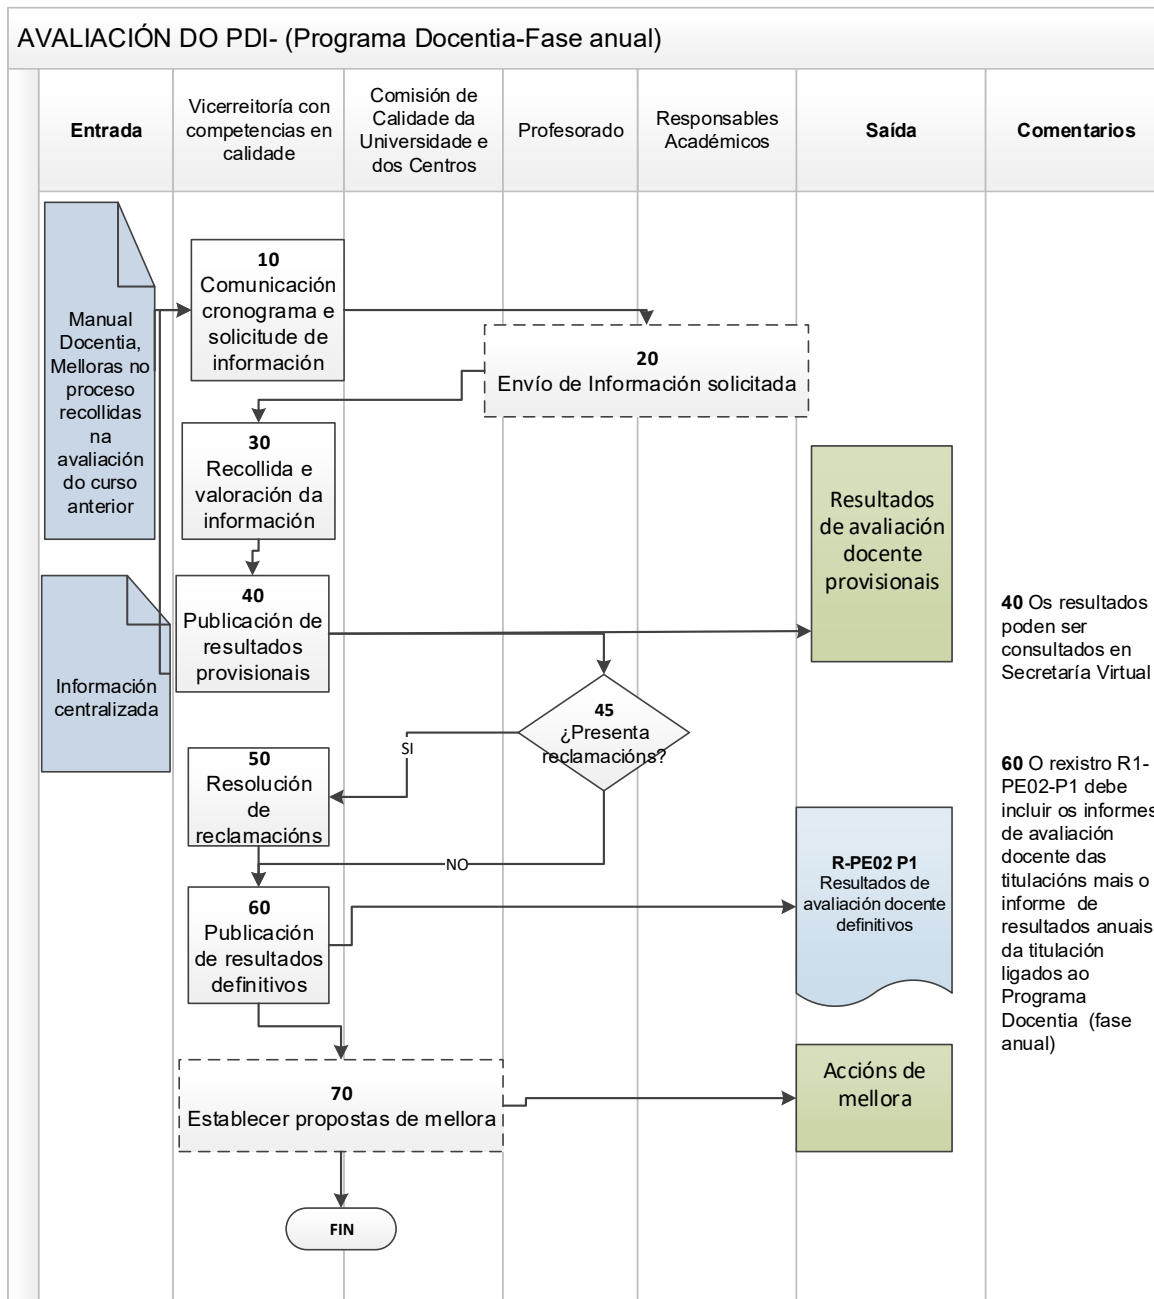 AVALIACIÓN DO PDI- (Programa Docentia-Fase anual)
Entrada
Vicerreitoría con
competencias en
calidade
Comisión de
Calidade da
Universidade e
dos Centros
Profesorado
Responsables
Académicos
Saída
Comentarios
Manual
Docentia,
Melloras no
proceso
recollidas
na
avaliación
do curso
anterior
10
Comunicación
cronograma e
solicitude de
información
20
Envío de Información solicitada
30
Recollida e
valoración da
información
Resultados
de avaliación
docente
provisionais
Información
centralizada
40
Publicación de
resultados
provisionais
40 Os resultados
poden ser
consultados en
Secretaría Virtual
45
¿Presenta
reclamacións?
SI
50
Resolución
de
reclamacións
NO
60
Publicación
de resultados
definitivos
R-PE02 P1
Resultados de
avaliación docente
definitivos
60 O rexistro R1-
PE02-P1 debe
incluir os informes
de avaliación
docente das
titulacións mais o
informe de
resultados anuais
da titulación
ligados ao
Programa
Docentia (fase
anual)
70
Establecer propostas de mellora
Accións de
mellora
FIN